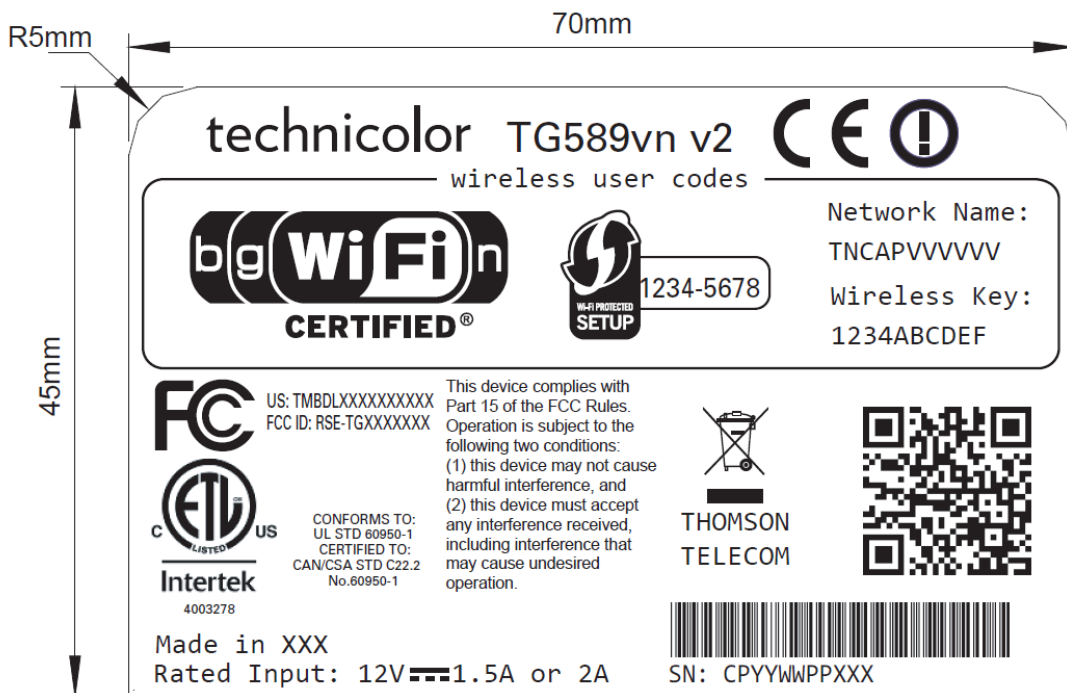 70mm
R5mm
45mm
technicolor TG589vn v2 CE
wireless user codes
b g WiFi n
CERTIFIED®
Wi-Fi PROTECTED
SETUP
1234-5678
Network Name:
TNCAPVVVVVV
Wireless Key:
1234ABCDEF
FC
US: TMBDLXXXXXXXXXX
FCC ID: RSE-TGXXXXXXX
C ETL US
LISTED
Intertek
4003278
CONFORMS TO:
UL STD 60950-1
CERTIFIED TO:
CAN/CSA STD C22.2
No.60950-1
This device complies with
Part 15 of the FCC Rules.
Operation is subject to the
following two conditions:
(1) this device may not cause
harmful interference, and
(2) this device must accept
any interference received,
including interference that
may cause undesired
operation.
THOMSON
TELECOM
Made in XXX
Rated Input: 12V 1.5A or 2A
SN: CPYYWWPPXXX